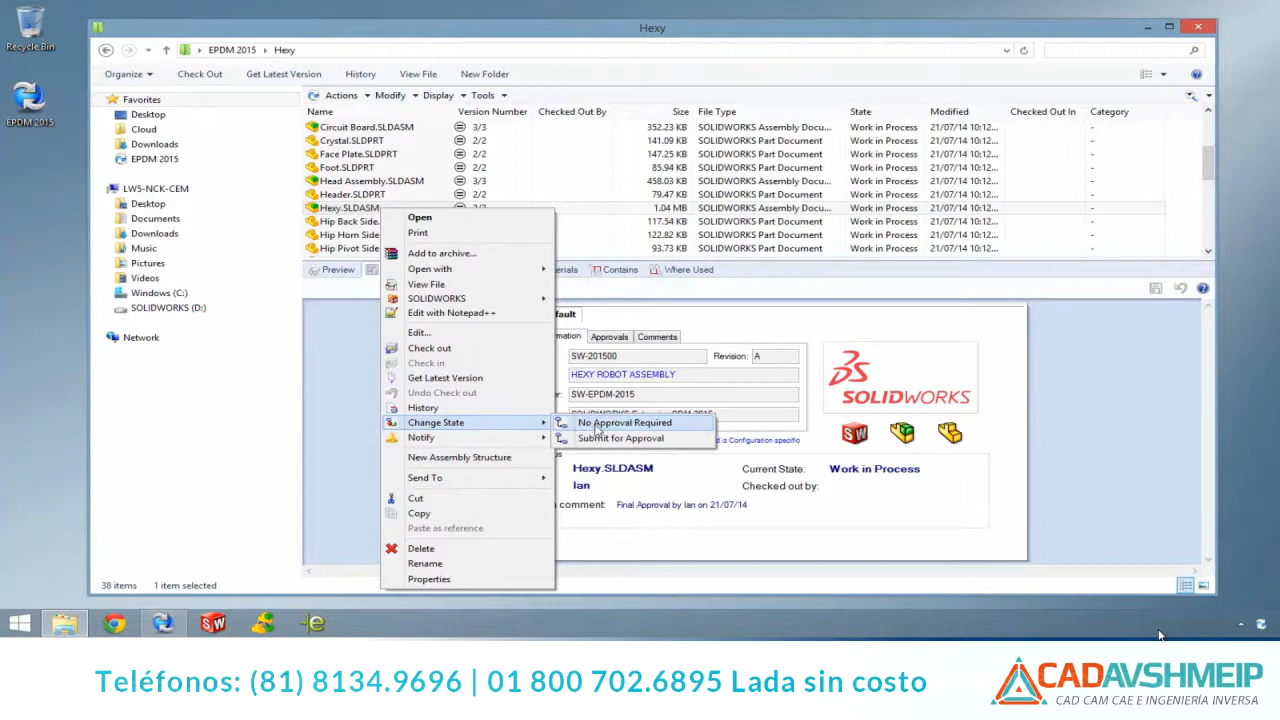 Recycle Bin
EPDM 2015
Hexy
EPDM 2015 Hexy
Organize Check Out Get Latest Version History View File New Folder
Favorites
Desktop
Cloud
Downloads
EPDM 2015
LW5-NCK-CEM
Desktop
Documents
Downloads
Music
Pictures
Videos
Windows (C:)
SOLIDWORKS (D:)
Network
Actions Modify Display Tools
Name Version Number Checked Out By Size File Type State Modified Checked Out In Category
Circuit Board.SLDASM 3/3 352.23 KB SOLIDWORKS Assembly Docu... Work in Process 21/07/14 10:12... -
Crystal.SLDPRT 2/2 141.09 KB SOLIDWORKS Part Document Work in Process 21/07/14 10:12... -
Face Plate.SLDPRT 2/2 147.25 KB SOLIDWORKS Part Document Work in Process 21/07/14 10:12... -
Foot.SLDPRT 2/2 85.94 KB SOLIDWORKS Part Document Work in Process 21/07/14 10:12... -
Head Assembly.SLDASM 3/3 458.03 KB SOLIDWORKS Assembly Docu... Work in Process 21/07/14 10:12... -
Header.SLDPRT 2/2 79.47 KB SOLIDWORKS Part Document Work in Process 21/07/14 10:12... -
Hexy.SLDASM 1.04 MB SOLIDWORKS Assembly Docu... Work in Process 21/07/14 10:12... -
Hip Back Side. 117.54 KB SOLIDWORKS Part Document Work in Process 21/07/14 10:12... -
Hip Horn Side 122.82 KB SOLIDWORKS Part Document Work in Process 21/07/14 10:12... -
Hip Pivot Side 93.73 KB SOLIDWORKS Part Document Work in Process 21/07/14 10:12... -
Preview erials Contains Where Used
Open
Print
Add to archive...
Open with
View File
SOLIDWORKS
Edit with Notepad++
Edit...
Check out
Check in
Get Latest Version
Undo Check out
History
Change State
Notify
New Assembly Structure
Send To
Cut
Copy
Paste as reference
Delete
Rename
Properties
No Approval Required
Submit for Approval
fault
mation Approvals Comments
SW-201500 Revision: A
HEXY ROBOT ASSEMBLY
er: SW-EPDM-2015
is Configuration specific
SOLIDWORKS
Hexy.SLDASM Current State: Work in Process
Ian Checked out by:
comment: Final Approval by Ian on 21/07/14
38 items 1 item selected
Teléfonos: (81) 8134.9696 | 01 800 702.6895 Lada sin costo
CADAVSHMEIP
CAD CAM CAE E INGENIERÍA INVERSA